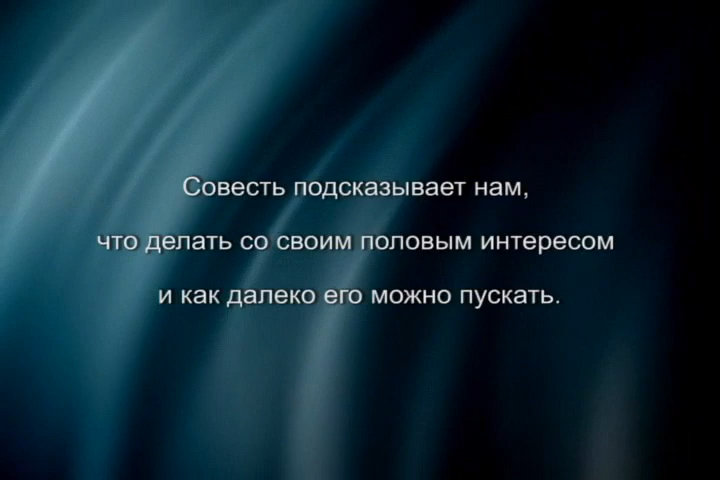 Совесть подсказывает нам,
что делать со своим половым интересом
и как далеко его можно пускать.